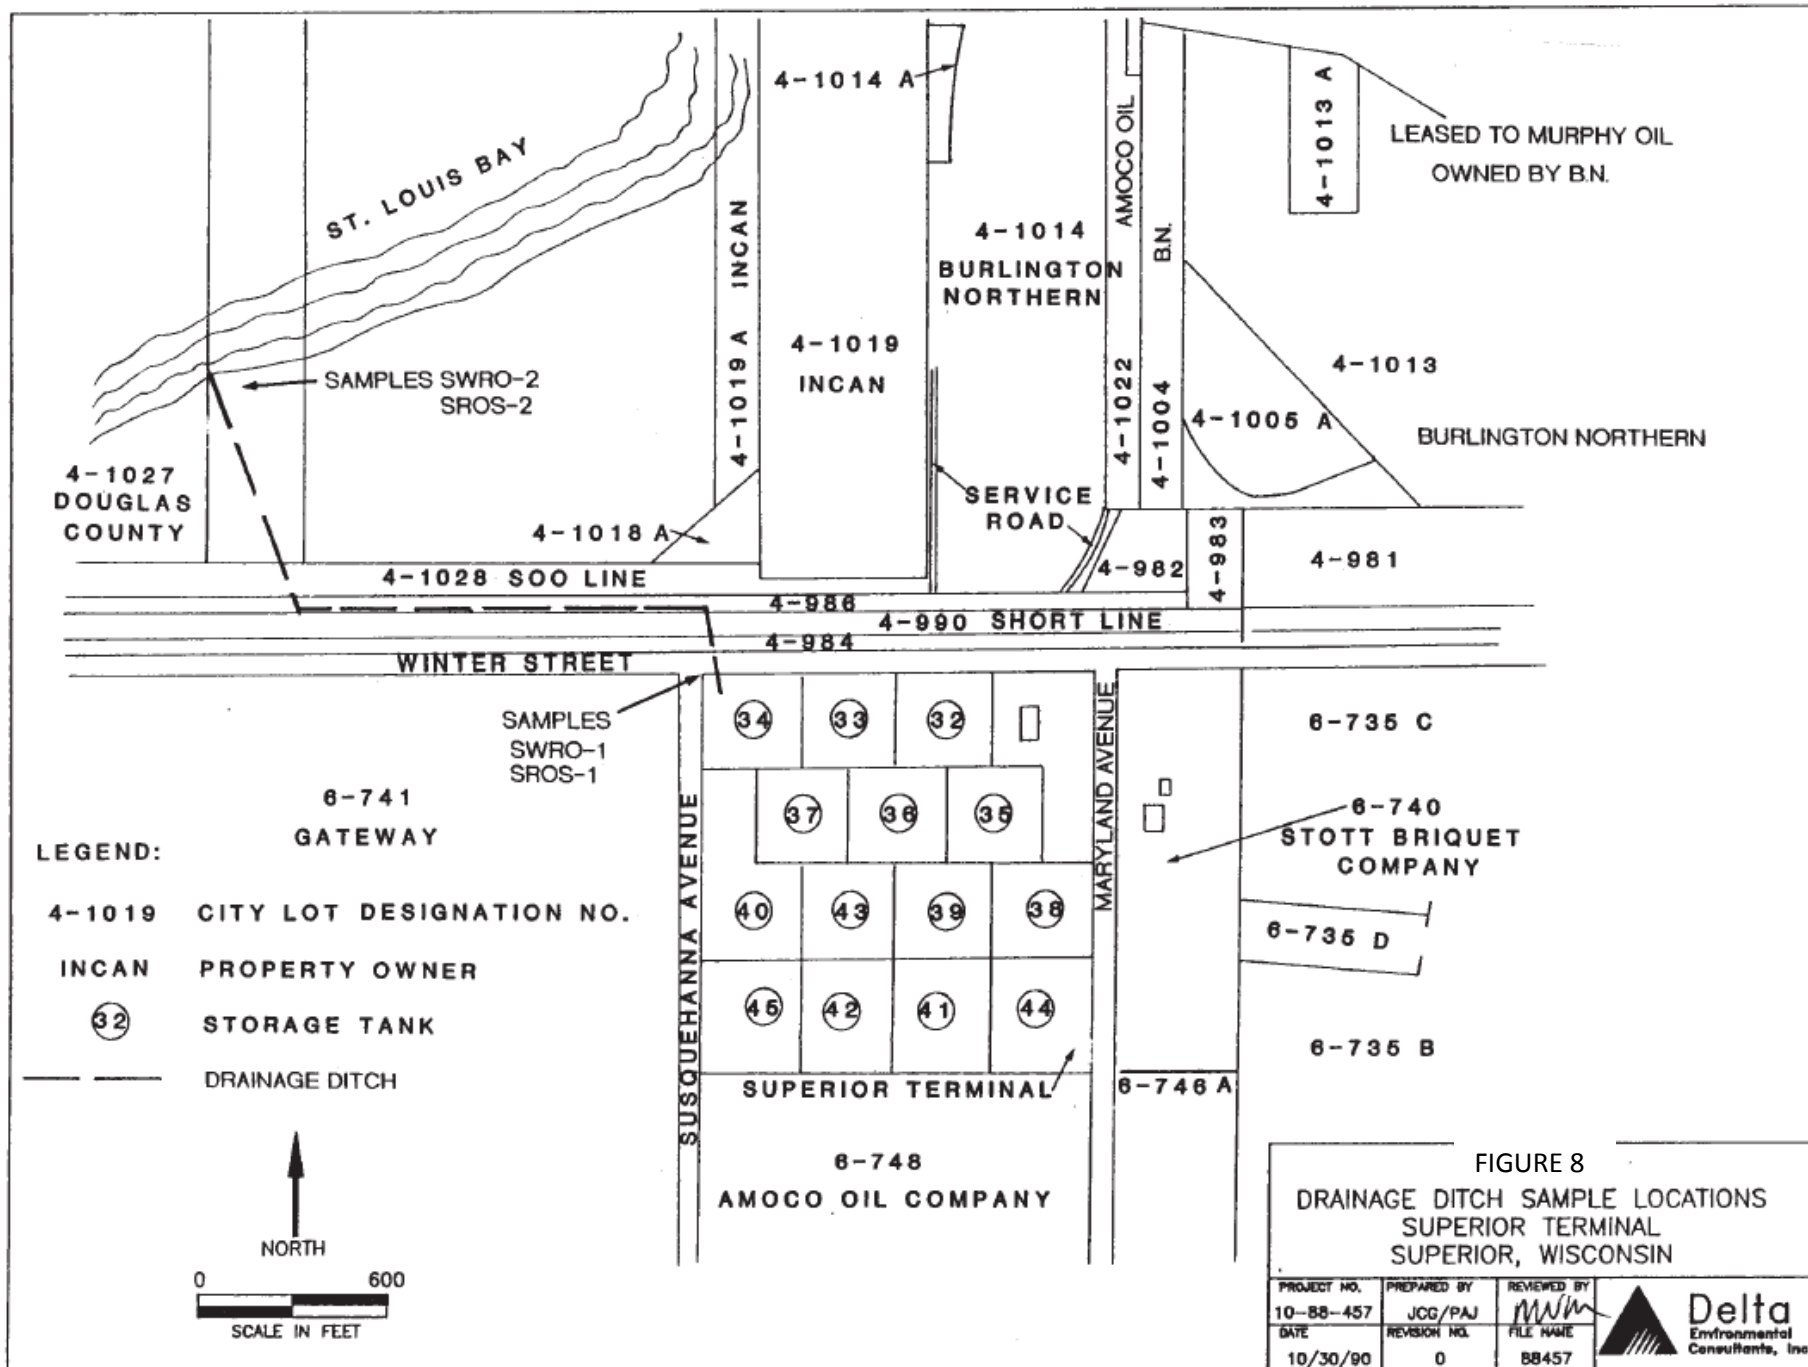 4-1014 A
4-1013 A
LEASED TO MURPHY OIL
OWNED BY B.N.
ST. LOUIS BAY
AMOCO OIL
B.N.
4-1014
BURLINGTON
NORTHERN
4-1019 A INCAN
4-1019
INCAN
4-1022
4-1004
4-1013
4-1005 A
BURLINGTON NORTHERN
SAMPLES SWRO-2
SROS-2
4-1027
DOUGLAS
COUNTY
4-1018 A
SERVICE
ROAD
4-982
4-983
4-981
4-1028 SOO LINE
4-986
4-990 SHORT LINE
4-984
WINTER STREET
SAMPLES
SWRO-1
SROS-1
34
33
32
37
36
35
40
43
39
38
45
42
41
44
SUSQUEHANNA AVENUE
MARYLAND AVENUE
6-735 C
6-740
STOTT BRIQUET
COMPANY
6-735 D
6-735 B
6-746 A
SUPERIOR TERMINAL
6-748
AMOCO OIL COMPANY
6-741
GATEWAY
LEGEND:
4-1019 CITY LOT DESIGNATION NO.
INCAN PROPERTY OWNER
32 STORAGE TANK
DRAINAGE DITCH
NORTH
0 600
SCALE IN FEET
FIGURE 8
DRAINAGE DITCH SAMPLE LOCATIONS
SUPERIOR TERMINAL
SUPERIOR, WISCONSIN
PROJECT NO. PREPARED BY REVIEWED BY
10-88-457 JCG/PAJ
DATE REVISION NO. FILE NAME
10/30/90 0 88457
Delta
Environmental
Consultants, Inc